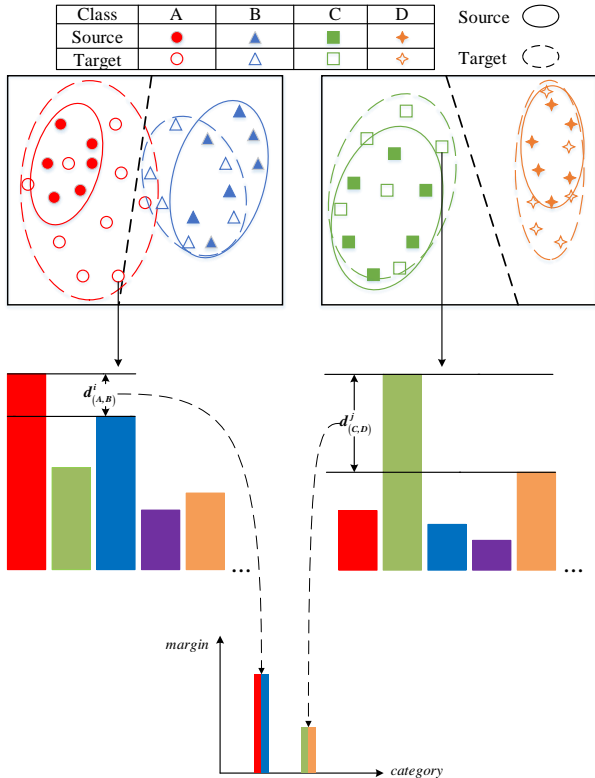 Class A B C D
Source
Target
Source
Target
d^i_(A,B)
d^j_(C,D)
...
...
margin
category